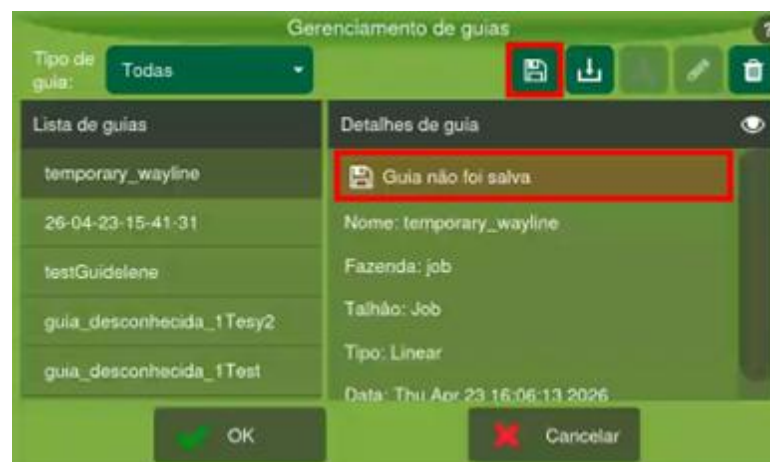 Gerenciamento de guias
?
Tipo de guia:
Todas
Lista de guias
Detalhes de guia
temporary_wayline
Guia não foi salva
26-04-23-15-41-31
Nome: temporary_wayline
testGuidelene
Fazenda: job
guia_desconhecida_1Tesy2
Talhão: Job
guia_desconhecida_1Test
Tipo: Linear
Data: Thu Apr 23 16:06:13 2026
OK
Cancelar